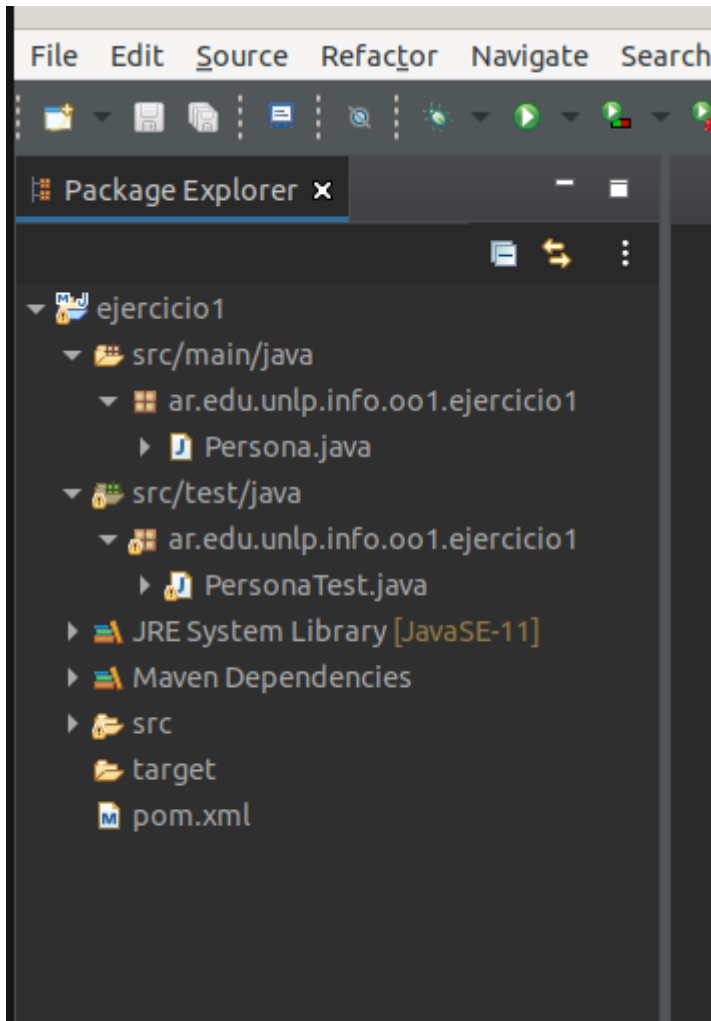 File Edit Source Refactor Navigate Search
Package Explorer
ejercicio1
src/main/java
ar.edu.unlp.info.oo1.ejercicio1
Persona.java
src/test/java
ar.edu.unlp.info.oo1.ejercicio1
PersonaTest.java
JRE System Library [JavaSE-11]
Maven Dependencies
src
target
pom.xml